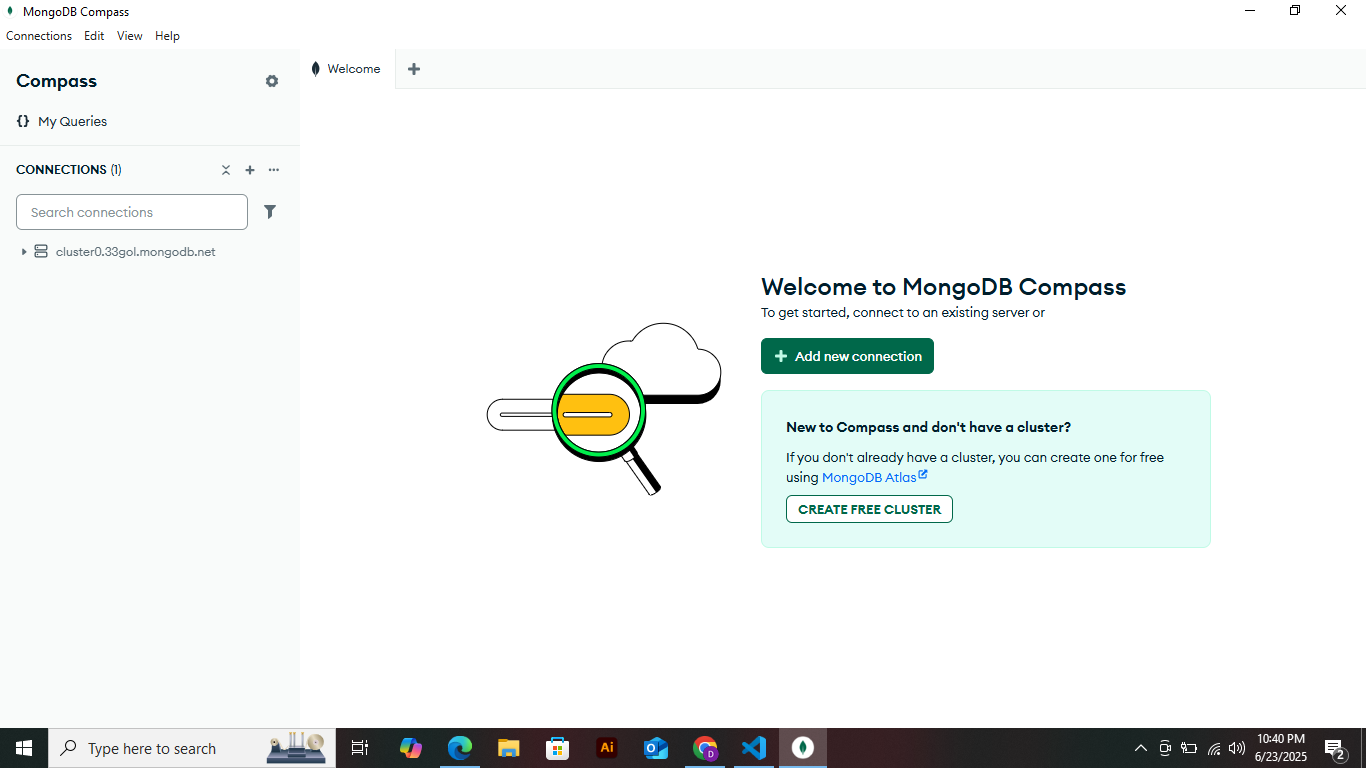 MongoDB Compass
Connections Edit View Help
Compass
My Queries
CONNECTIONS (1)
Search connections
cluster0.33gol.mongodb.net
Welcome
Welcome to MongoDB Compass
To get started, connect to an existing server or
Add new connection
New to Compass and don't have a cluster?
If you don't already have a cluster, you can create one for free
using MongoDB Atlas
CREATE FREE CLUSTER
Type here to search
Ai
D
10:40 PM
6/23/2025
2